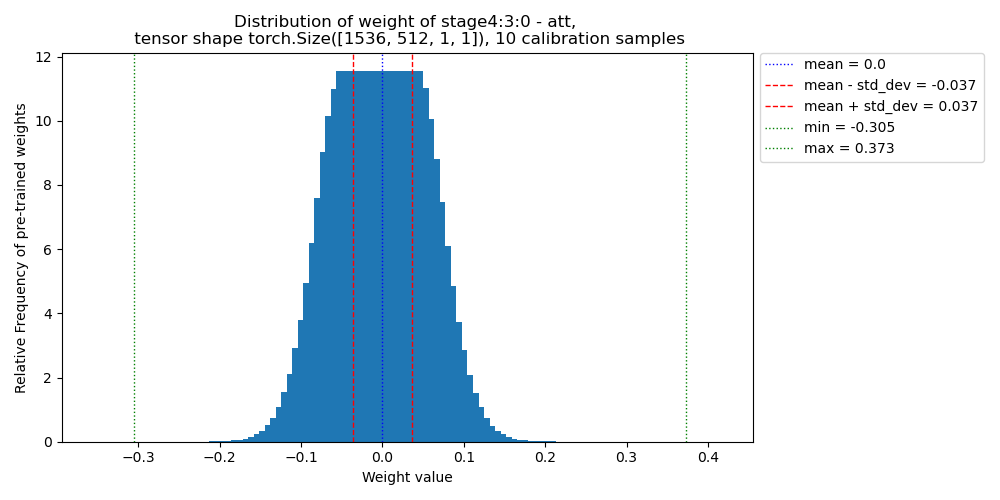 Distribution of weight of stage4:3:0 - att,
tensor shape torch.Size([1536, 512, 1, 1]), 10 calibration samples
mean = 0.0
mean - std_dev = -0.037
mean + std_dev = 0.037
min = -0.305
max = 0.373
Relative Frequency of pre-trained weights
12
10
8
6
4
2
0
−0.3
−0.2
−0.1
0.0
0.1
0.2
0.3
0.4
Weight value